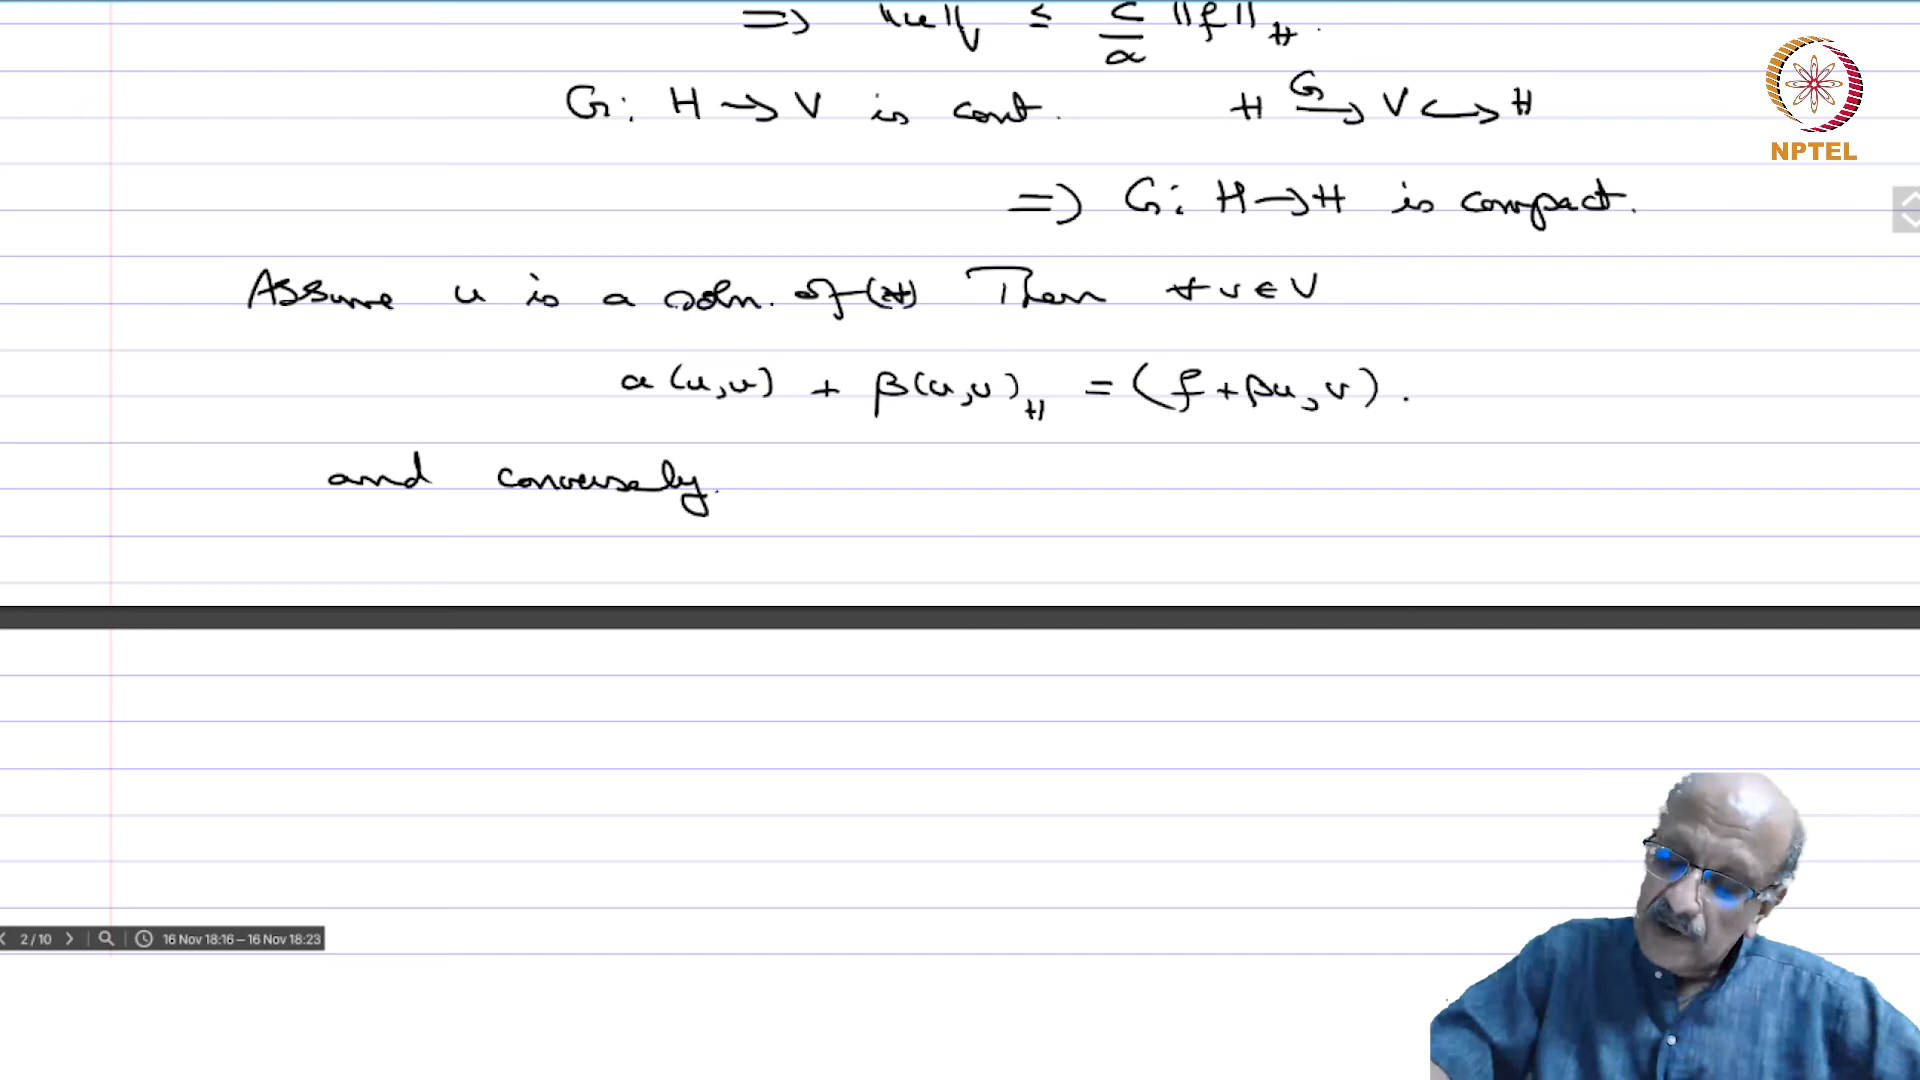 => ||u||_V ≤ C/α ||f||_H.
G: H → V is cont. H →^G V ↪ H
=> G: H → H is compact.
Assume u is a soln. of (*) Then ∀ v ∈ V
a(u,v) + β(u,v)_H = (f + βu, v).
and conversely.
NPTEL
2 / 10
16 Nov 18:16 – 16 Nov 18:23